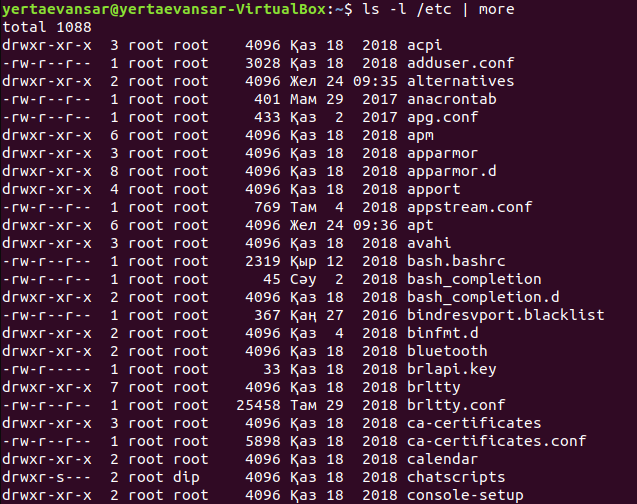 yertaevansar@yertaevansar-VirtualBox:~$ ls -l /etc | more
total 1088
drwxr-xr-x  3 root root    4096 Қаз 18  2018 acpi
-rw-r--r--  1 root root    3028 Қаз 18  2018 adduser.conf
drwxr-xr-x  2 root root    4096 Жел 24 09:35 alternatives
-rw-r--r--  1 root root     401 Мам 29  2017 anacrontab
-rw-r--r--  1 root root     433 Қаз  2  2017 apg.conf
drwxr-xr-x  6 root root    4096 Қаз 18  2018 apm
drwxr-xr-x  3 root root    4096 Қаз 18  2018 apparmor
drwxr-xr-x  8 root root    4096 Қаз 18  2018 apparmor.d
drwxr-xr-x  4 root root    4096 Қаз 18  2018 apport
-rw-r--r--  1 root root     769 Там  4  2018 appstream.conf
drwxr-xr-x  6 root root    4096 Жел 24 09:36 apt
drwxr-xr-x  3 root root    4096 Қаз 18  2018 avahi
-rw-r--r--  1 root root    2319 Қыр 12  2018 bash.bashrc
-rw-r--r--  1 root root      45 Сәу  2  2018 bash_completion
drwxr-xr-x  2 root root    4096 Қаз 18  2018 bash_completion.d
-rw-r--r--  1 root root     367 Қаң 27  2016 bindresvport.blacklist
drwxr-xr-x  2 root root    4096 Қаз  4  2018 binfmt.d
drwxr-xr-x  2 root root    4096 Қаз 18  2018 bluetooth
-rw-r-----  1 root root      33 Қаз 18  2018 brlapi.key
drwxr-xr-x  7 root root    4096 Қаз 18  2018 brltty
-rw-r--r--  1 root root   25458 Там 29  2018 brltty.conf
drwxr-xr-x  3 root root    4096 Қаз 18  2018 ca-certificates
-rw-r--r--  1 root root    5898 Қаз 18  2018 ca-certificates.conf
drwxr-xr-x  2 root root    4096 Қаз 18  2018 calendar
drwxr-s---  2 root dip     4096 Қаз 18  2018 chatscripts
drwxr-xr-x  2 root root    4096 Қаз 18  2018 console-setup